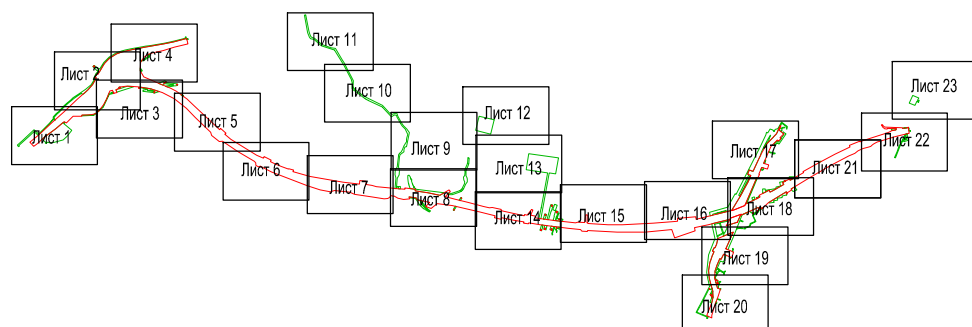 Лист 1
Лист 2
Лист 3
Лист 4
Лист 5
Лист 6
Лист 7
Лист 8
Лист 9
Лист 10
Лист 11
Лист 12
Лист 13
Лист 14
Лист 15
Лист 16
Лист 17
Лист 18
Лист 19
Лист 20
Лист 21
Лист 22
Лист 23